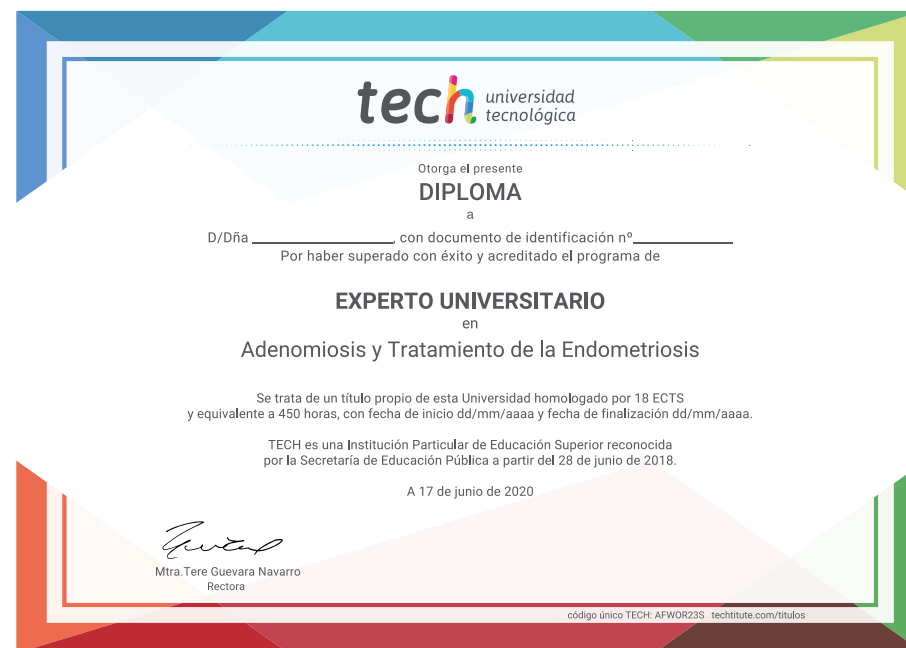 tech universidad
tecnológica
Otorga el presente
DIPLOMA
a
D/Dña ____________________, con documento de identificación nº______________
Por haber superado con éxito y acreditado el programa de
EXPERTO UNIVERSITARIO
en
Adenomiosis y Tratamiento de la Endometriosis
Se trata de un título propio de esta Universidad homologado por 18 ECTS
y equivalente a 450 horas, con fecha de inicio dd/mm/aaaa y fecha de finalización dd/mm/aaaa.
TECH es una Institución Particular de Educación Superior reconocida
por la Secretaría de Educación Pública a partir del 28 de junio de 2018.
A 17 de junio de 2020
Mtra.Tere Guevara Navarro
Rectora
código único TECH: AFWOR23S techtitute.com/titulos